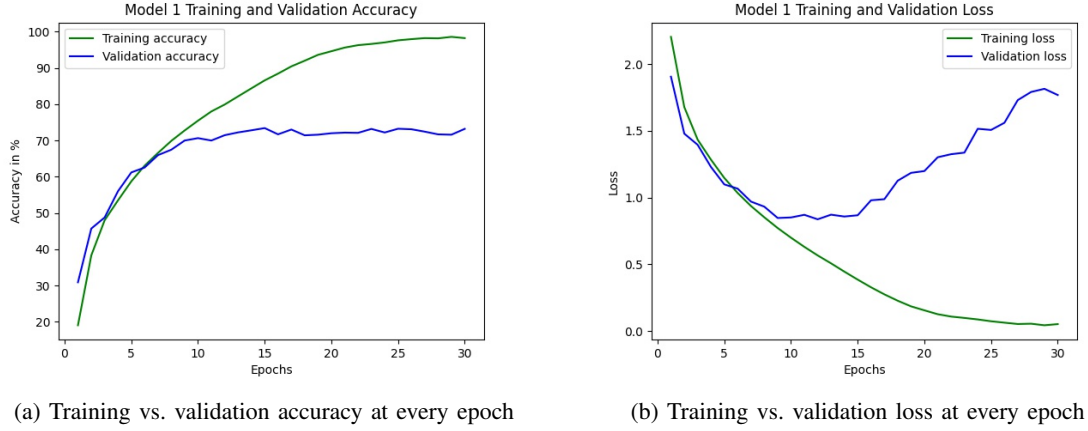 Model 1 Training and Validation Accuracy
Training accuracy
Validation accuracy
100
90
80
70
60
50
40
30
20
Accuracy in %
0 5 10 15 20 25 30
Epochs
(a) Training vs. validation accuracy at every epoch
Model 1 Training and Validation Loss
Training loss
Validation loss
2.0
1.5
1.0
0.5
0.0
Loss
0 5 10 15 20 25 30
Epochs
(b) Training vs. validation loss at every epoch